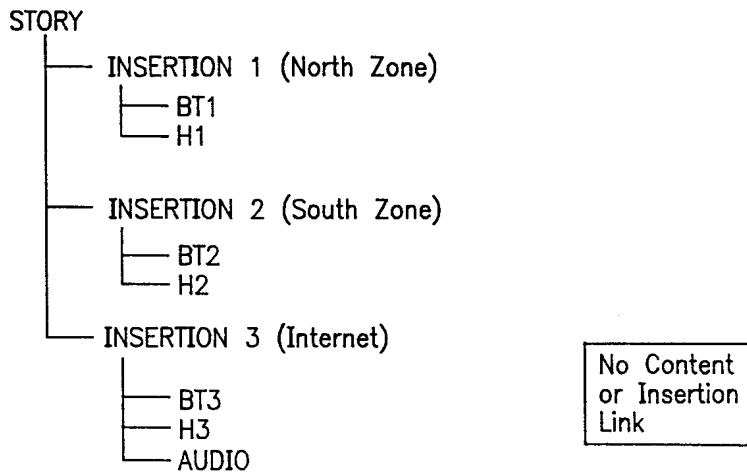 STORY
INSERTION 1 (North Zone)
BT1
H1
INSERTION 2 (South Zone)
BT2
H2
INSERTION 3 (Internet)
BT3
H3
AUDIO
No Content
or Insertion
Link